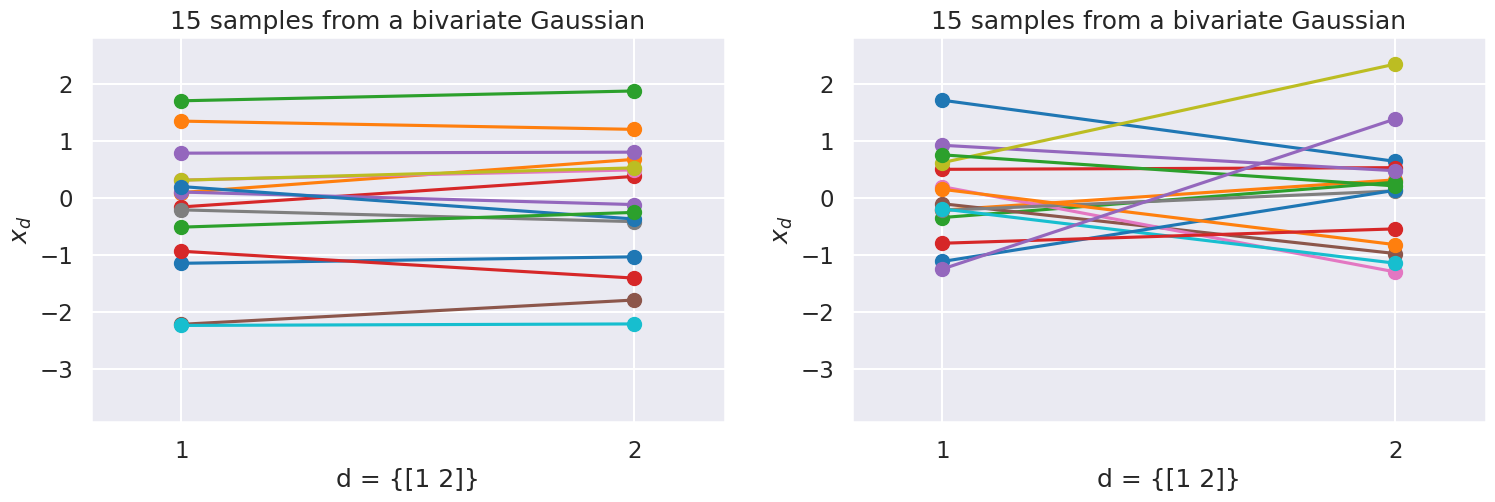 15 samples from a bivariate Gaussian
2
1
0
−1
−2
−3
x_d
1
2
d = {[1 2]}
15 samples from a bivariate Gaussian
2
1
0
−1
−2
−3
x_d
1
2
d = {[1 2]}